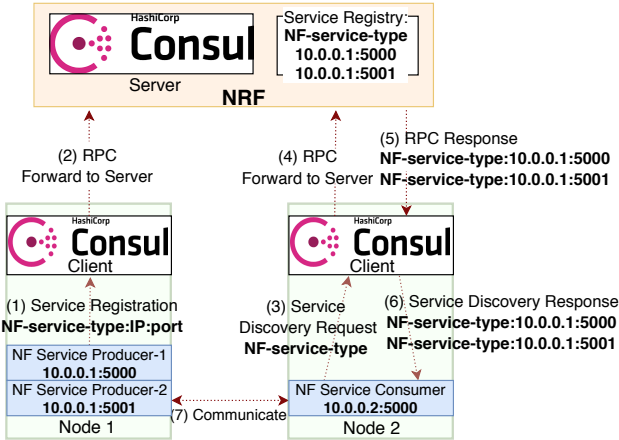 HashiCorp
Consul
Server
Service Registry:
NF-service-type
10.0.0.1:5000
10.0.0.1:5001
NRF
(2) RPC
Forward to Server
(4) RPC
Forward to Server
(5) RPC Response
NF-service-type:10.0.0.1:5000
NF-service-type:10.0.0.1:5001
HashiCorp
Consul
Client
HashiCorp
Consul
Client
(1) Service Registration
NF-service-type:IP:port
(3) Service
Discovery Request
NF-service-type
(6) Service Discovery Response
NF-service-type:10.0.0.1:5000
NF-service-type:10.0.0.1:5001
NF Service Producer-1
10.0.0.1:5000
NF Service Producer-2
10.0.0.1:5001
Node 1
(7) Communicate
NF Service Consumer
10.0.0.2:5000
Node 2